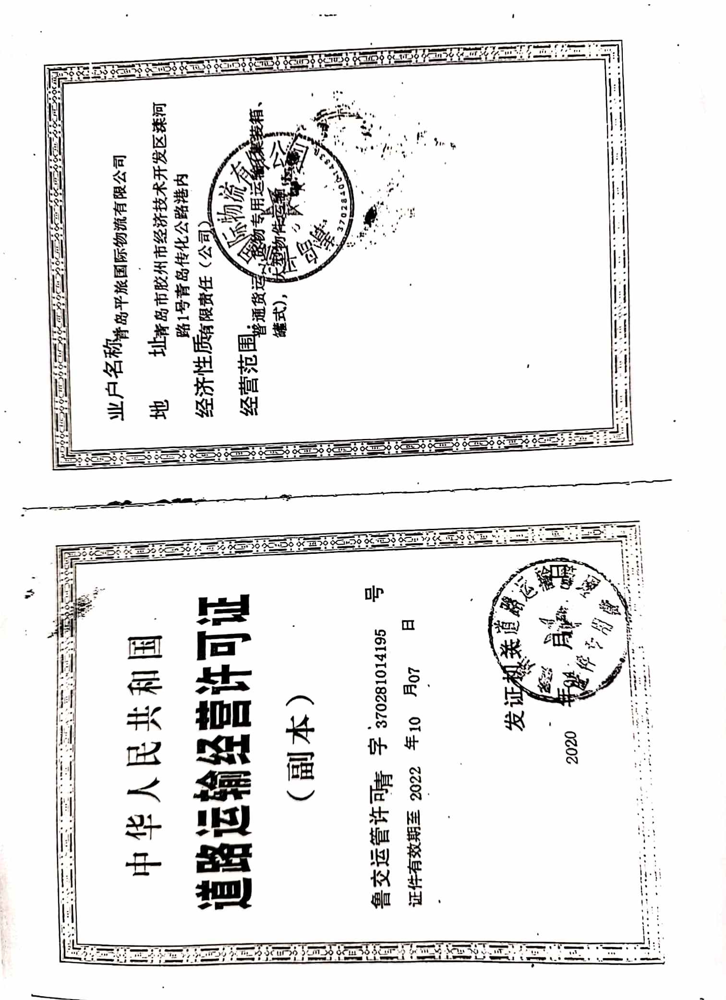 中华人民共和国
道路运输经营许可证
（副本）
鲁交运管许可青 字 370281014195 号
证件有效期至 2022 年10 月07 日
发证机关
2020 年 月 日
业户名称 青岛平旅国际物流有限公司
地 址 青岛市胶州市经济技术开发区滦河
路1号青岛传化公路港内
经济性质 有限责任（公司）
经营范围: 普通货运, 货物专用运输(集装箱、
罐式), 大型物件运输